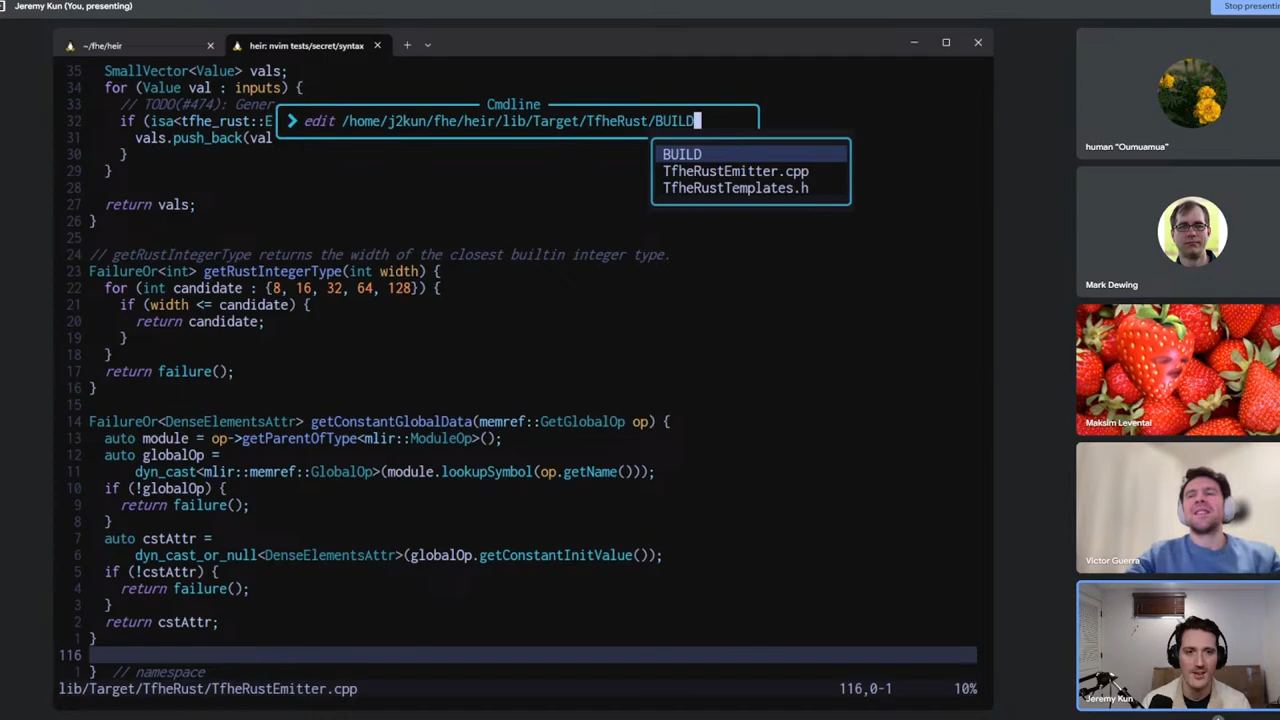 Jeremy Kun (You, presenting)
Stop presentin
~/fhe/heir
heir: nvim tests/secret/syntax
35 SmallVector<Value> vals;
34 for (Value val : inputs) {
33 // TODO(#474): Gener
32 if (isa<tfhe_rust::E
31 vals.push_back(val
30 }
29 }
28
27 return vals;
26 }
25
24 // getRustIntegerType returns the width of the closest builtin integer type.
23 FailureOr<int> getRustIntegerType(int width) {
22 for (int candidate : {8, 16, 32, 64, 128}) {
21 if (width <= candidate) {
20 return candidate;
19 }
18 }
17 return failure();
16 }
15
14 FailureOr<DenseElementsAttr> getConstantGlobalData(memref::GetGlobalOp op) {
13 auto module = op->getParentOfType<mlir::ModuleOp>();
12 auto globalOp =
11 dyn_cast<mlir::memref::GlobalOp>(module.lookupSymbol(op.getName()));
10 if (!globalOp) {
9 return failure();
8 }
7 auto cstAttr =
6 dyn_cast_or_null<DenseElementsAttr>(globalOp.getConstantInitValue());
5 if (!cstAttr) {
4 return failure();
3 }
2 return cstAttr;
1 }
116
1 } // namespace
lib/Target/TfheRust/TfheRustEmitter.cpp 116,0-1 10%
Cmdline
edit /home/j2kun/fhe/heir/lib/Target/TfheRust/BUILD
BUILD
TfheRustEmitter.cpp
TfheRustTemplates.h
human "Oumuamua"
Mark Dewing
Maksim Levental
Victor Guerra
Jeremy Kun